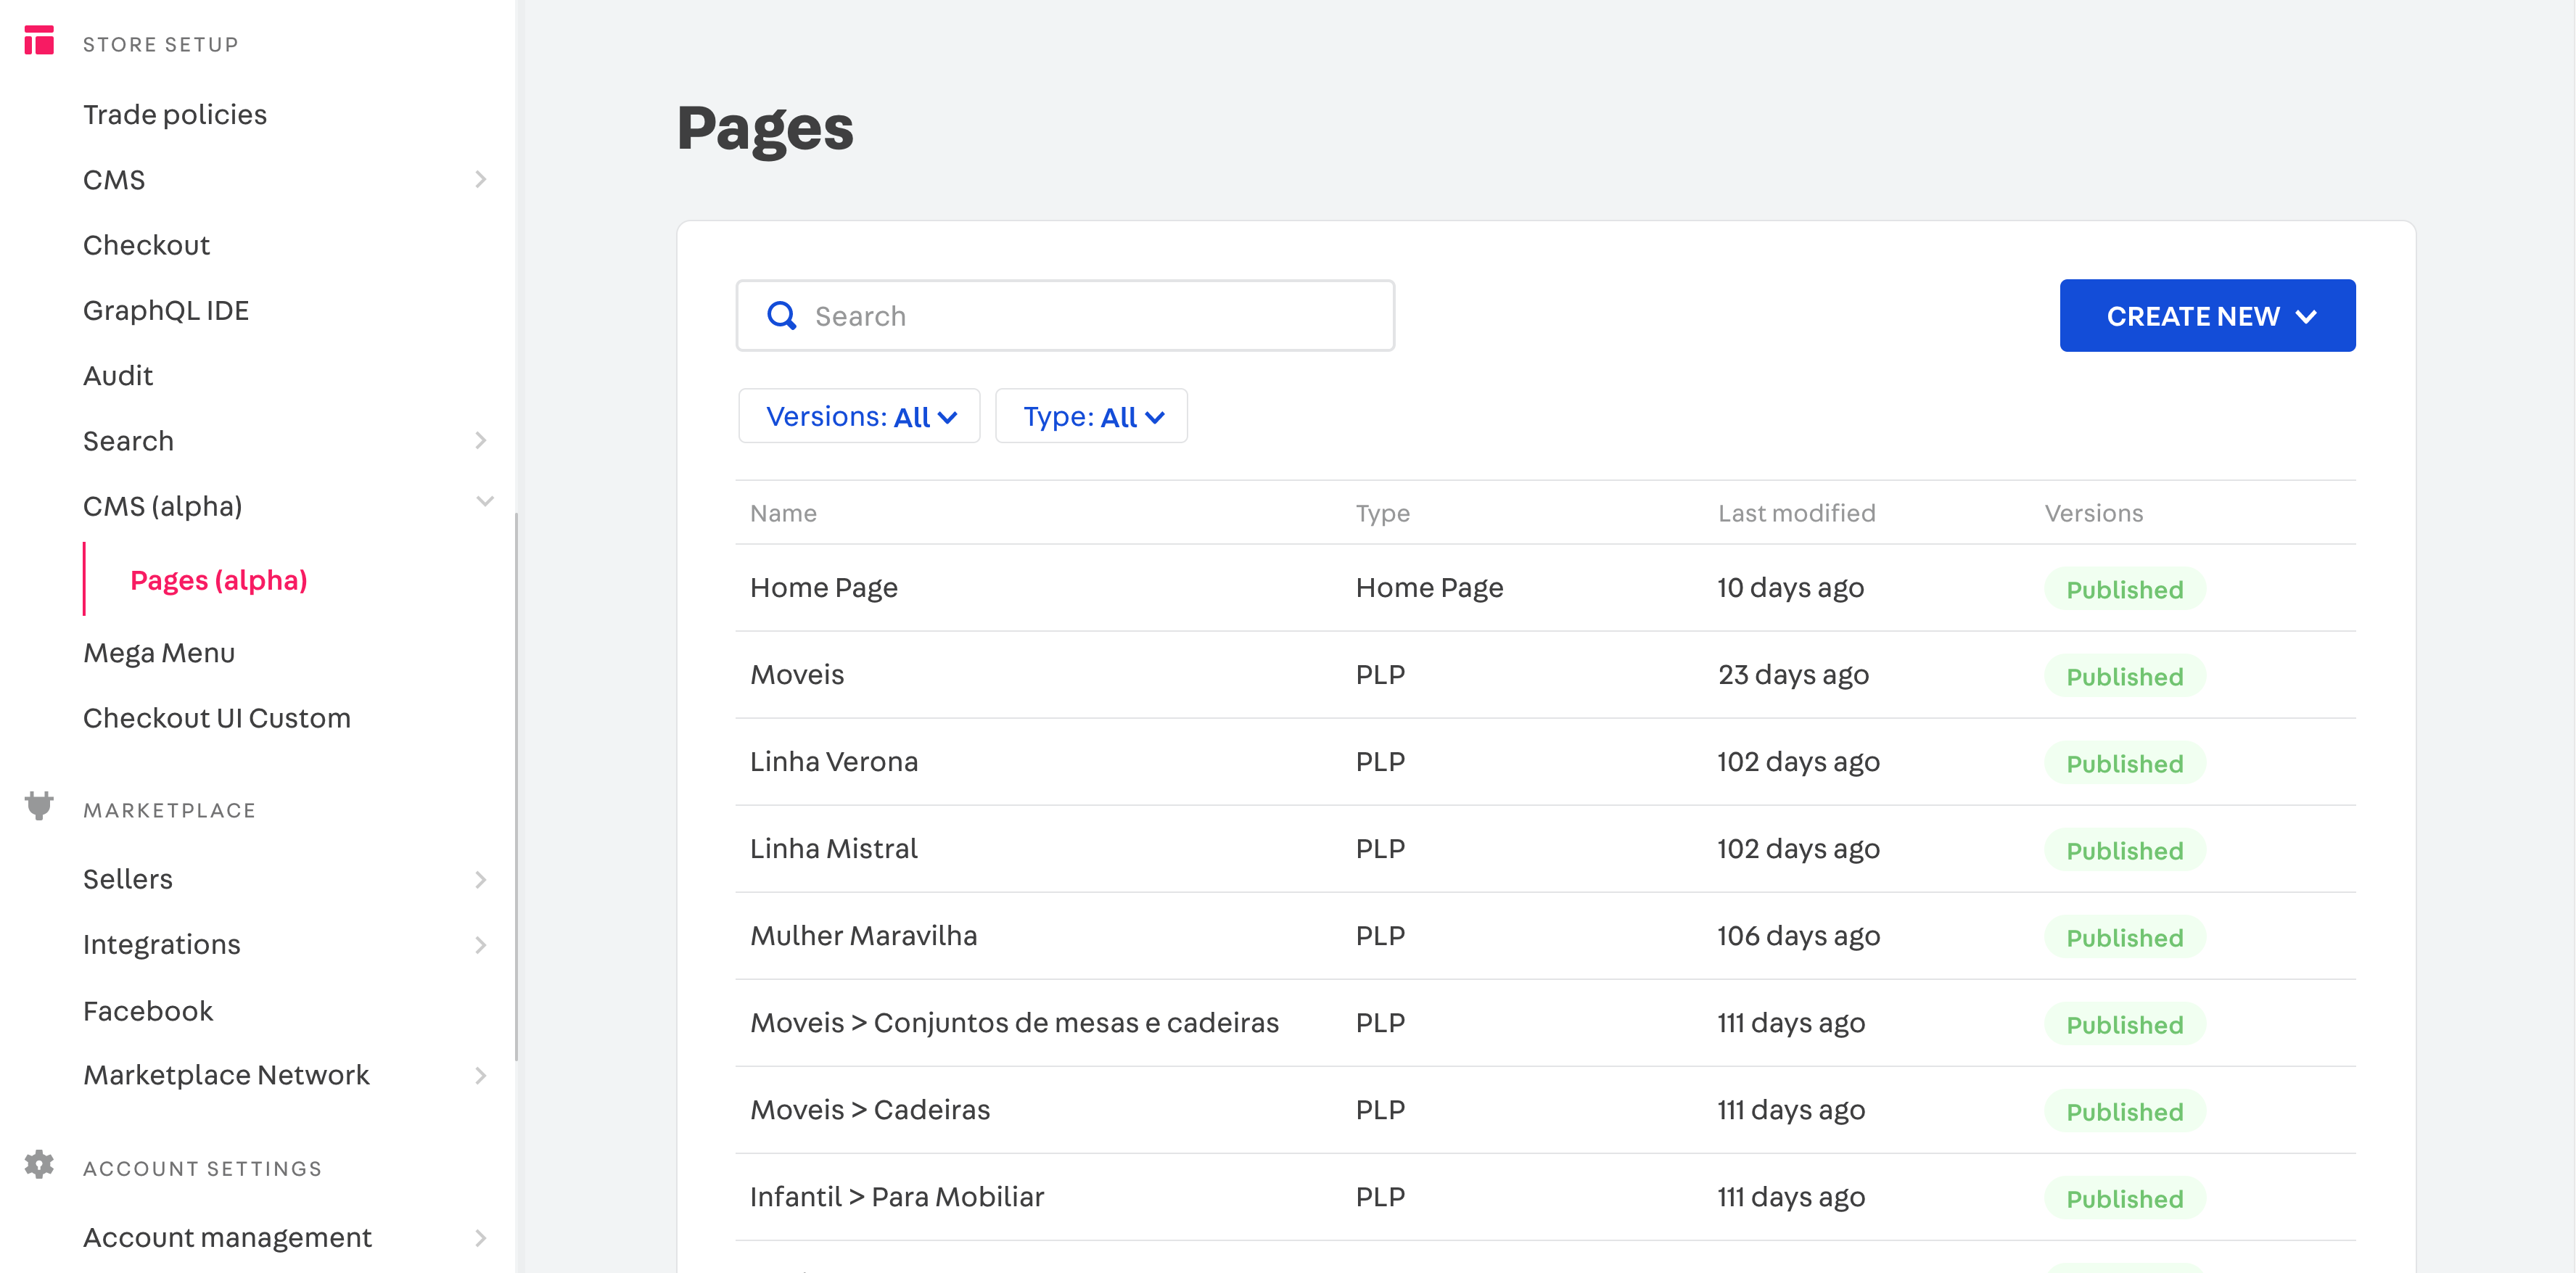 STORE SETUP
Trade policies
CMS
Checkout
GraphQL IDE
Audit
Search
CMS (alpha)
Pages (alpha)
Mega Menu
Checkout UI Custom
MARKETPLACE
Sellers
Integrations
Facebook
Marketplace Network
ACCOUNT SETTINGS
Account management
Pages
Search
CREATE NEW
Versions: All
Type: All
Name Type Last modified Versions
Home Page Home Page 10 days ago Published
Moveis PLP 23 days ago Published
Linha Verona PLP 102 days ago Published
Linha Mistral PLP 102 days ago Published
Mulher Maravilha PLP 106 days ago Published
Moveis > Conjuntos de mesas e cadeiras PLP 111 days ago Published
Moveis > Cadeiras PLP 111 days ago Published
Infantil > Para Mobiliar PLP 111 days ago Published